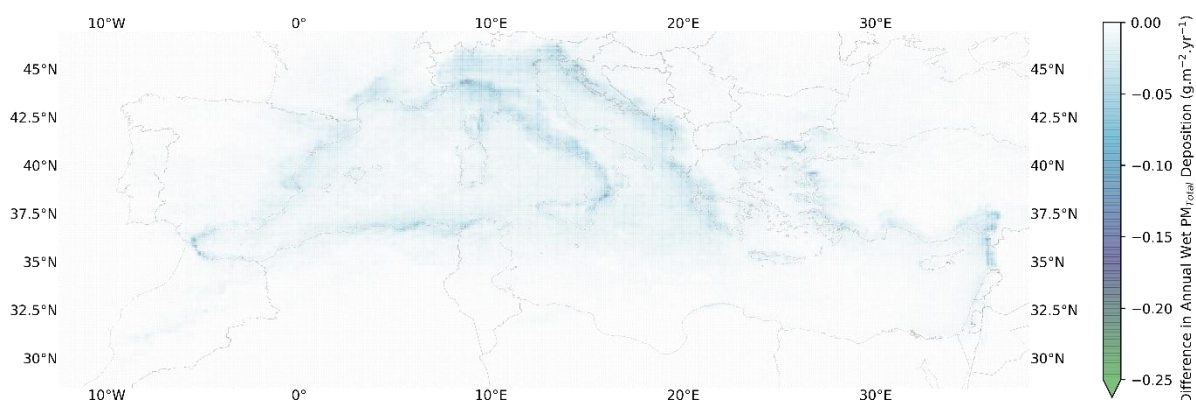 10°W 0° 10°E 20°E 30°E
45°N 45°N
42.5°N 42.5°N
40°N 40°N
37.5°N 37.5°N
35°N 35°N
32.5°N 32.5°N
30°N 30°N
10°W 0° 10°E 20°E 30°E
0.00
−0.05
−0.10
−0.15
−0.20
−0.25
Difference in Annual Wet PM_Total Deposition (g.m⁻².yr⁻¹)